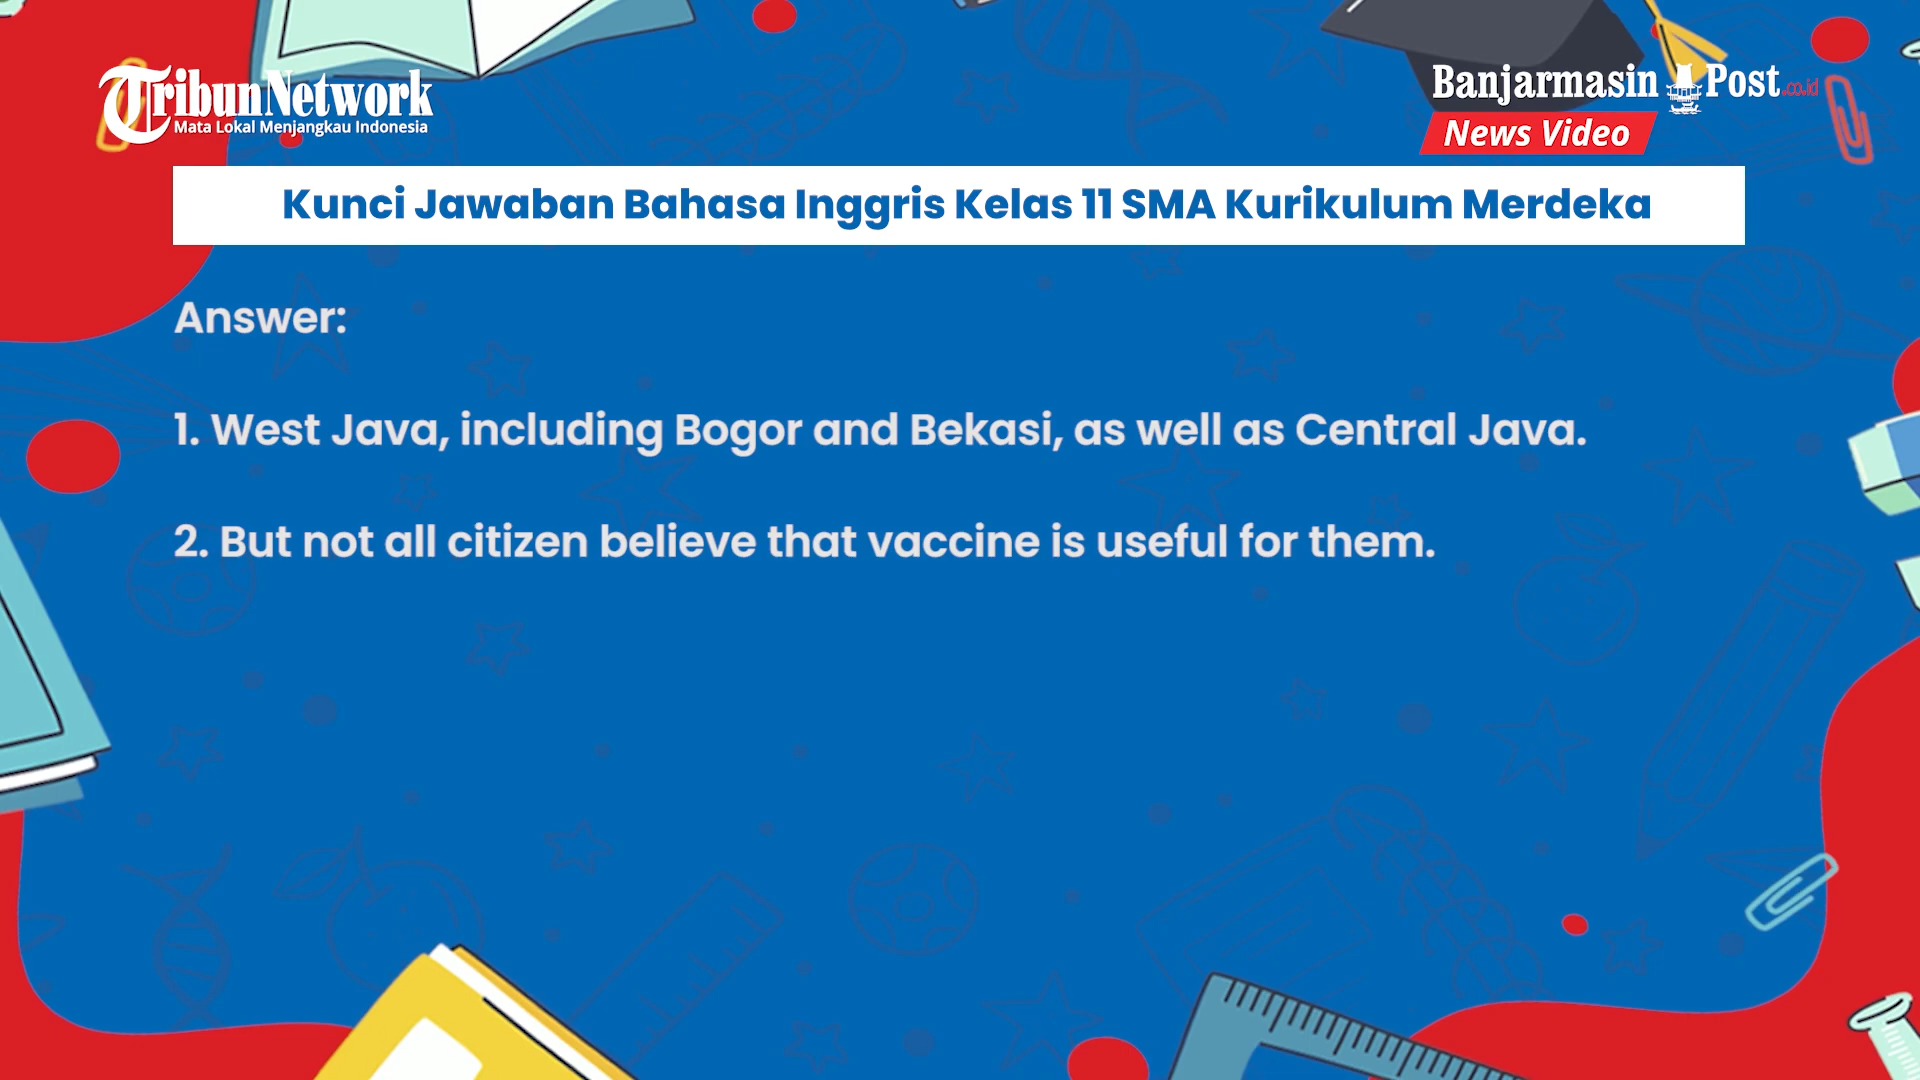 TribunNetwork
Mata Lokal Menjangkau Indonesia
Banjarmasin Post.co.id
News Video
Kunci Jawaban Bahasa Inggris Kelas 11 SMA Kurikulum Merdeka
Answer:
1. West Java, including Bogor and Bekasi, as well as Central Java.
2. But not all citizen believe that vaccine is useful for them.